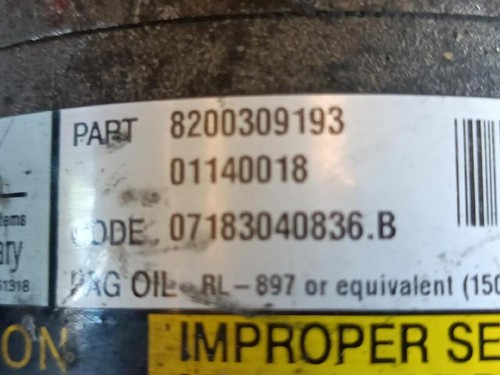 PART 8200309193
01140018
CODE 07183040836.B
PAG OIL - RL-897 or equivalent (150
IMPROPER SE